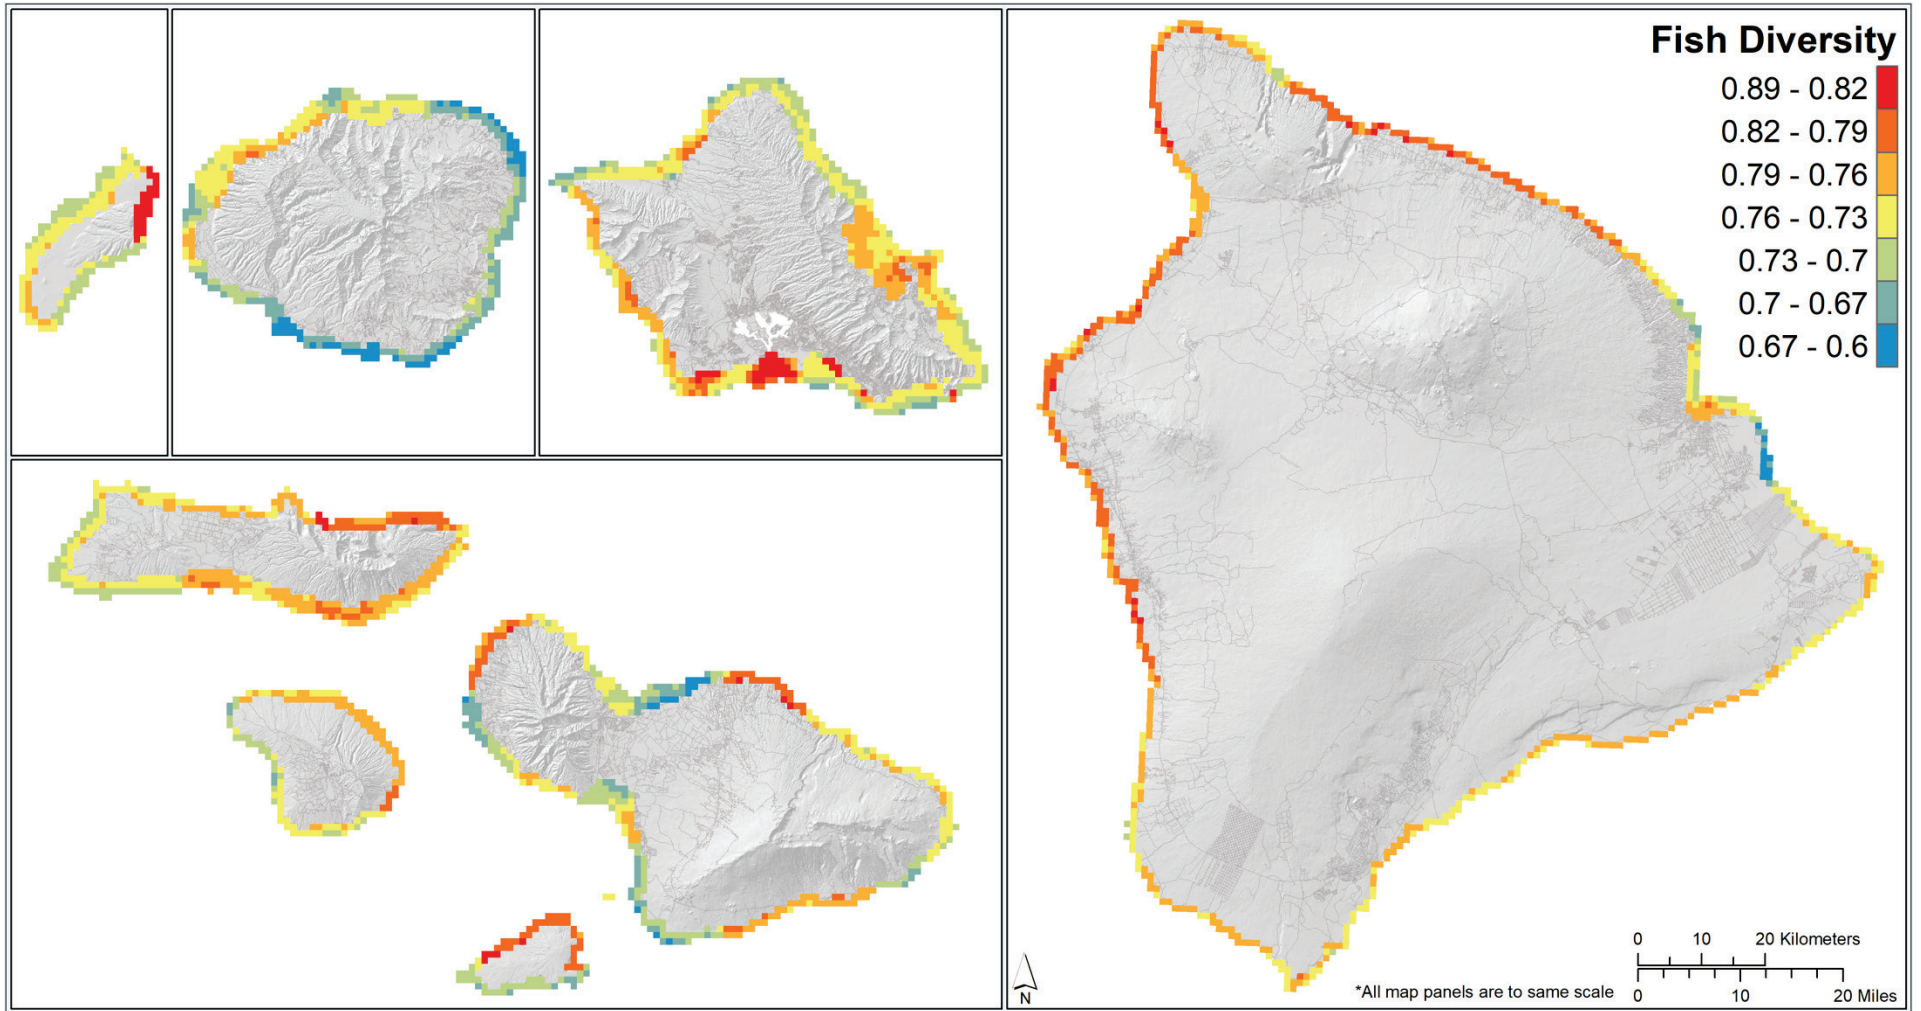 Fish Diversity
0.89 - 0.82
0.82 - 0.79
0.79 - 0.76
0.76 - 0.73
0.73 - 0.7
0.7 - 0.67
0.67 - 0.6
0 10 20 Kilometers
N
*All map panels are to same scale
0 10 20 Miles